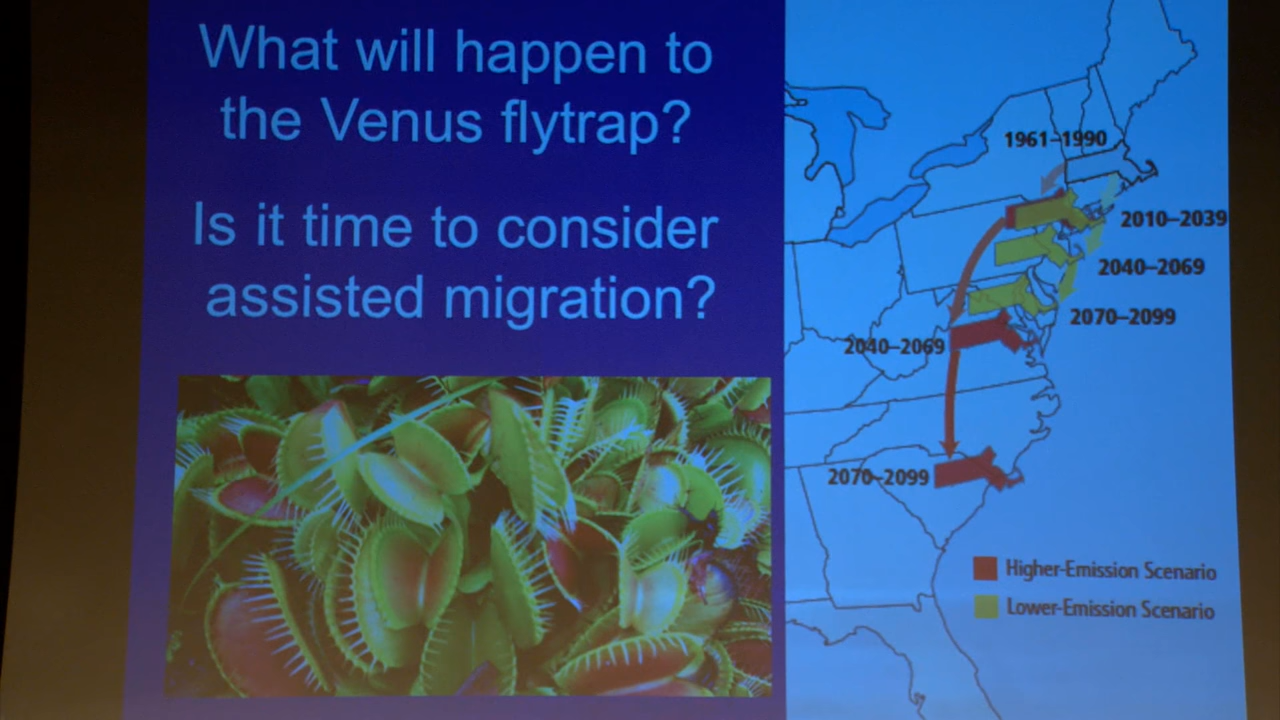 What will happen to
the Venus flytrap?
Is it time to consider
assisted migration?
1961–1990
2010–2039
2040–2069
2070–2099
2040–2069
2070–2099
Higher-Emission Scenario
Lower-Emission Scenario